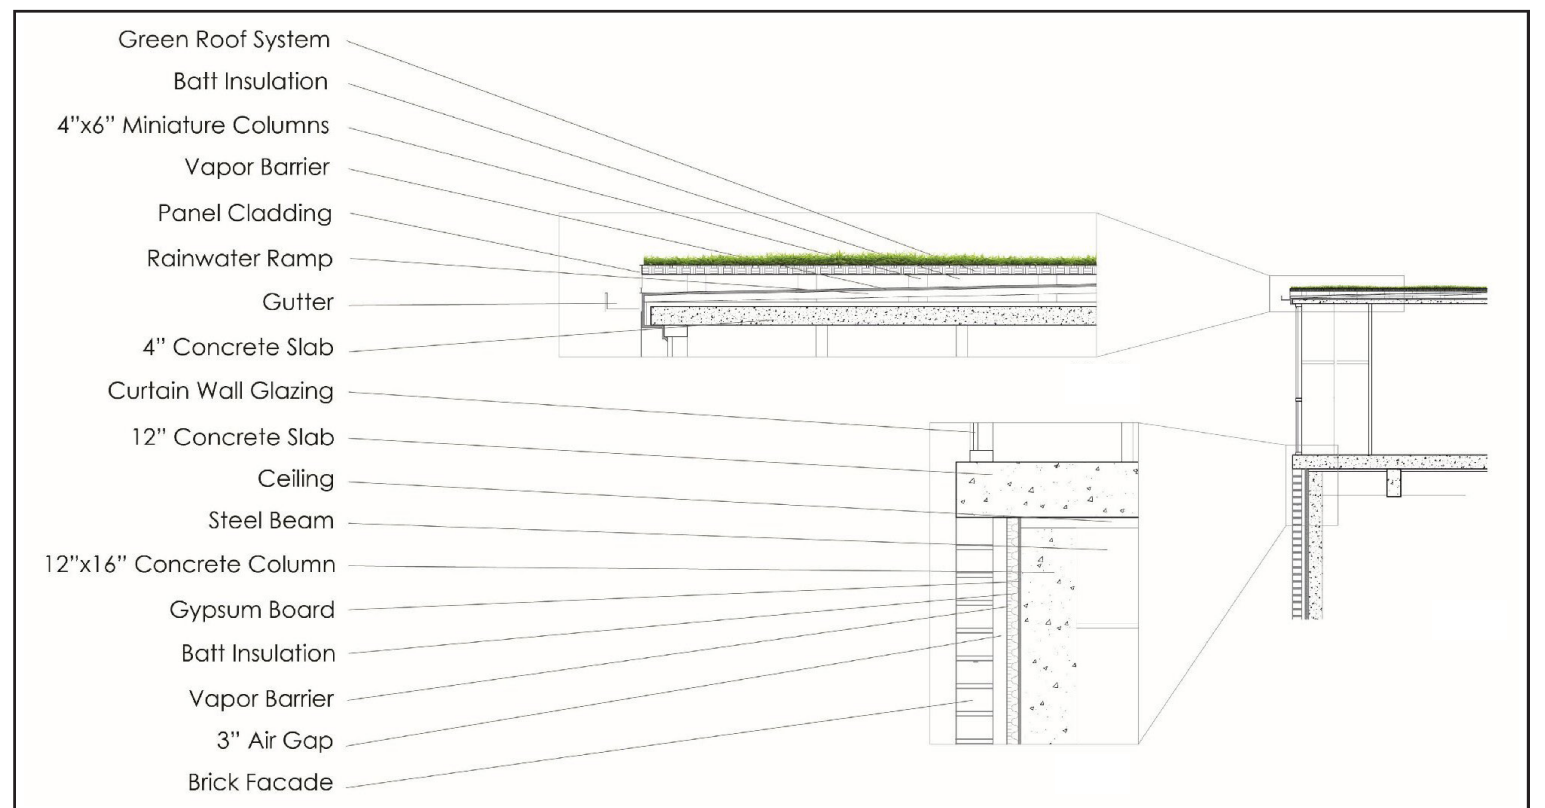 Green Roof System
Batt Insulation
4”x6” Miniature Columns
Vapor Barrier
Panel Cladding
Rainwater Ramp
Gutter
4” Concrete Slab
Curtain Wall Glazing
12” Concrete Slab
Ceiling
Steel Beam
12”x16” Concrete Column
Gypsum Board
Batt Insulation
Vapor Barrier
3” Air Gap
Brick Facade